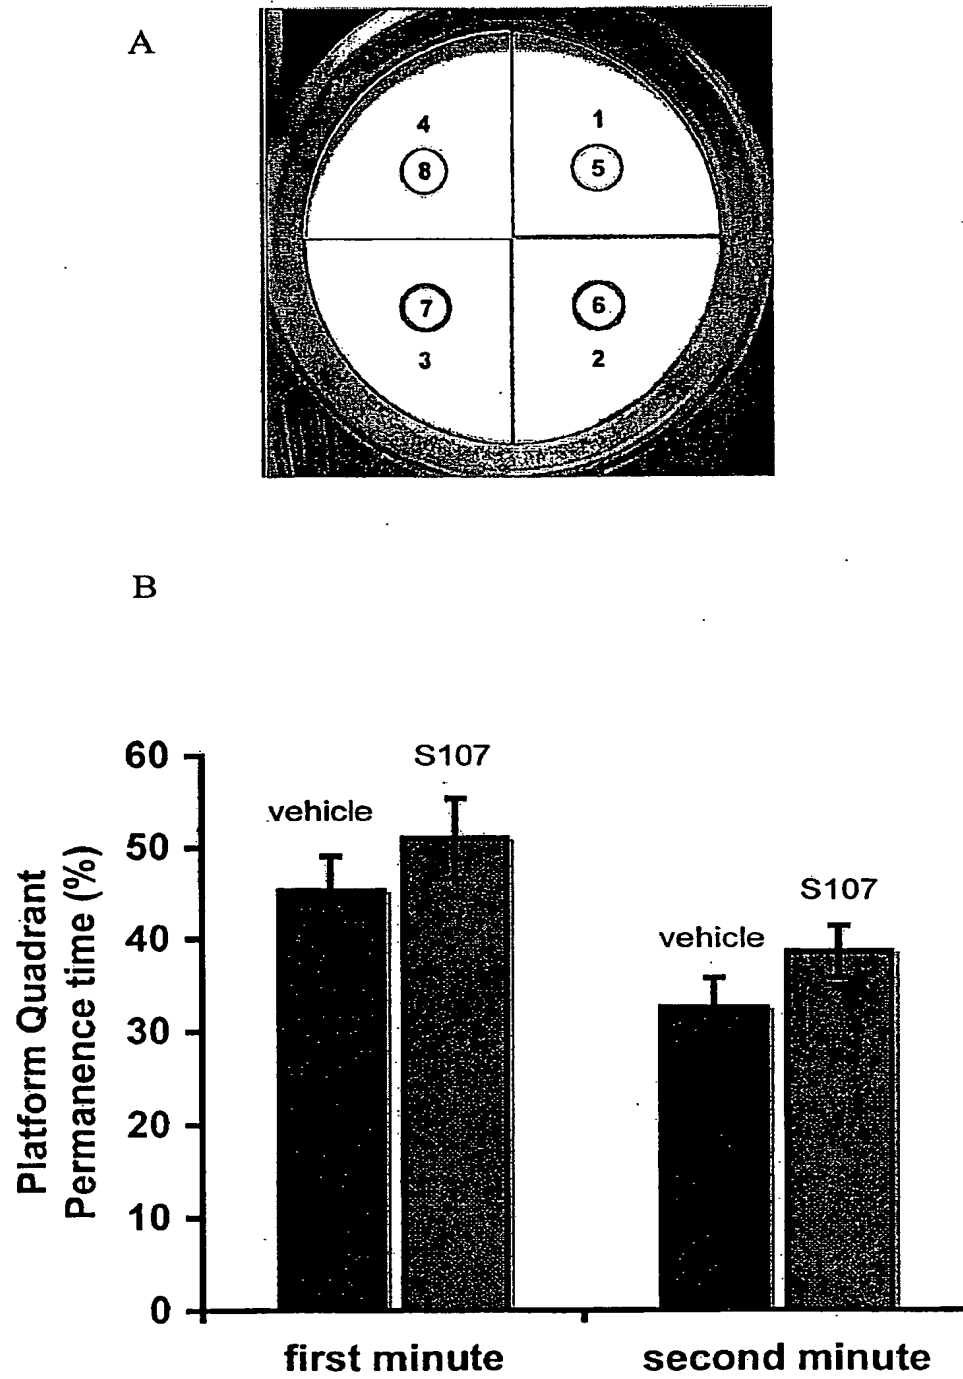 A
4 1
8 5
7 6
3 2
B
60
S107
vehicle
50
S107
40
vehicle
30
20
10
0
Platform Quadrant
Permanence time (%)
first minute second minute